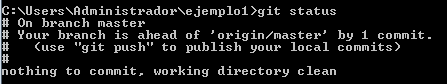 C:\Users\Administrador\ejemplo1>git status
# On branch master
# Your branch is ahead of 'origin/master' by 1 commit.
#   (use "git push" to publish your local commits)
#
nothing to commit, working directory clean